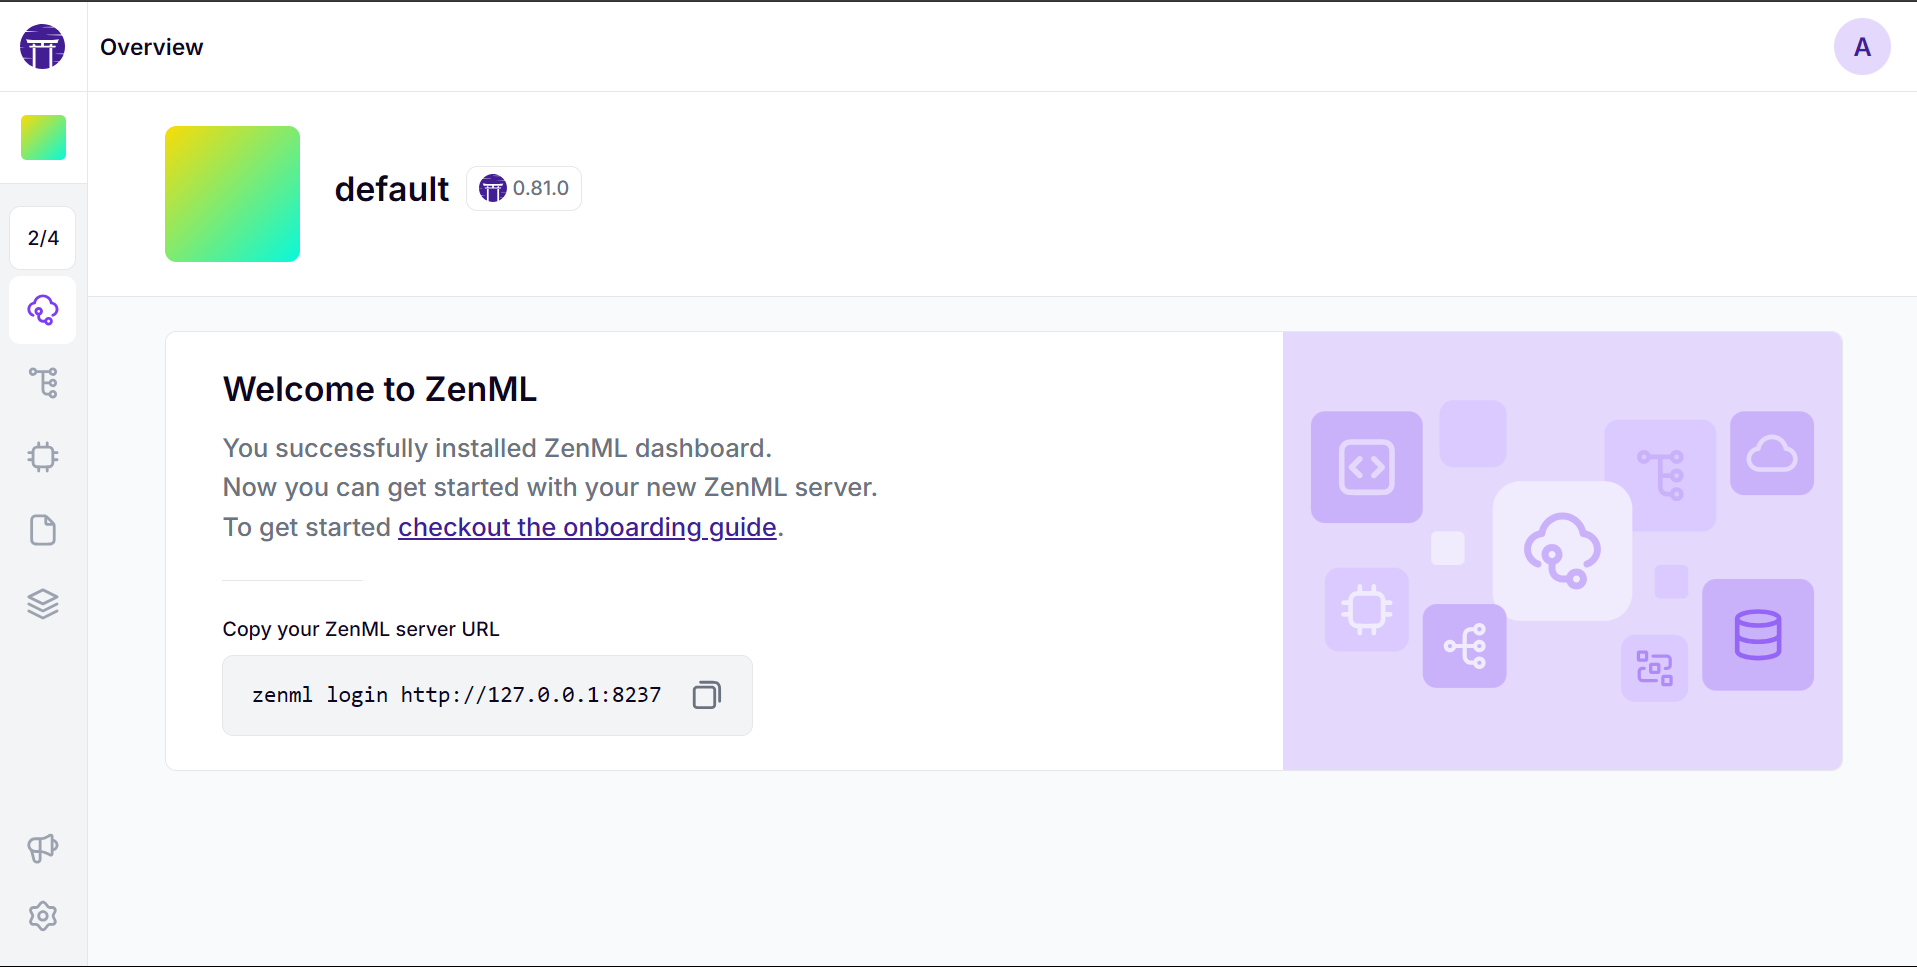 Overview
A
default
0.81.0
2/4
Welcome to ZenML
You successfully installed ZenML dashboard.
Now you can get started with your new ZenML server.
To get started checkout the onboarding guide.
Copy your ZenML server URL
zenml login http://127.0.0.1:8237